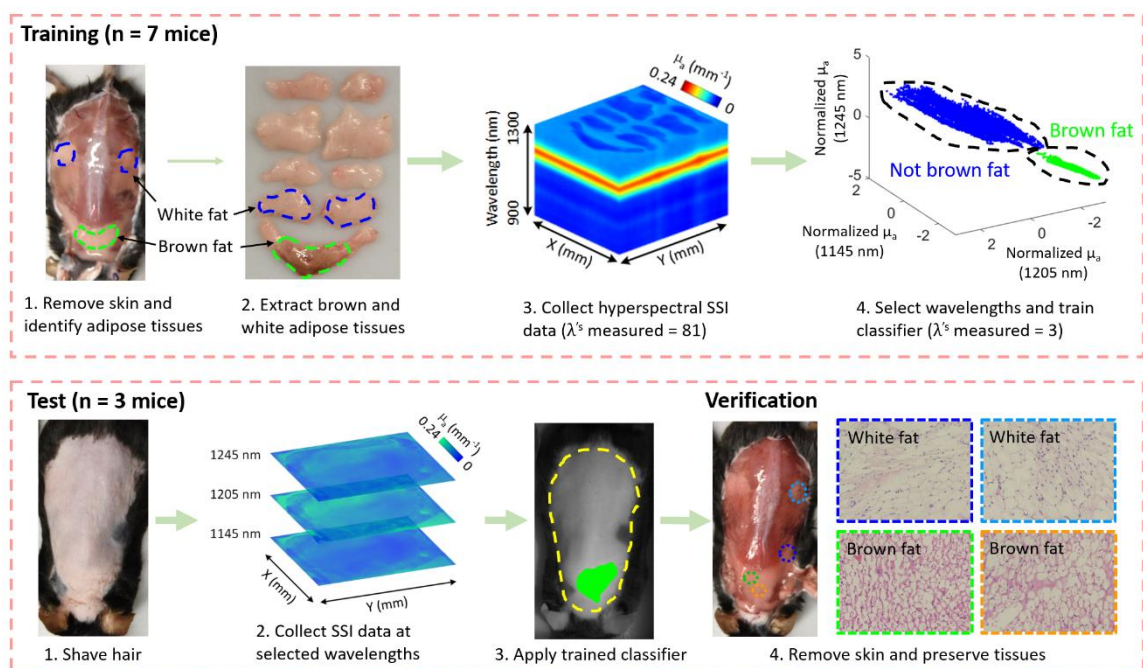 Training (n = 7 mice)
White fat
Brown fat
1. Remove skin and
identify adipose tissues
2. Extract brown and
white adipose tissues
μa (mm-1)
0.24
0
1300
Wavelength (nm)
900
X (mm)
Y (mm)
3. Collect hyperspectral SSI
data (λ's measured = 81)
Normalized μa
(1245 nm)
5
0
-5
2
0
-2
Normalized μa
(1145 nm)
2
0
-2
Normalized μa
(1205 nm)
Brown fat
Not brown fat
4. Select wavelengths and train
classifier (λ's measured = 3)
Test (n = 3 mice)
1. Shave hair
μa (mm-1)
0.24
0
1245 nm
1205 nm
1145 nm
X (mm)
Y (mm)
2. Collect SSI data at
selected wavelengths
3. Apply trained classifier
Verification
White fat
White fat
Brown fat
Brown fat
4. Remove skin and preserve tissues